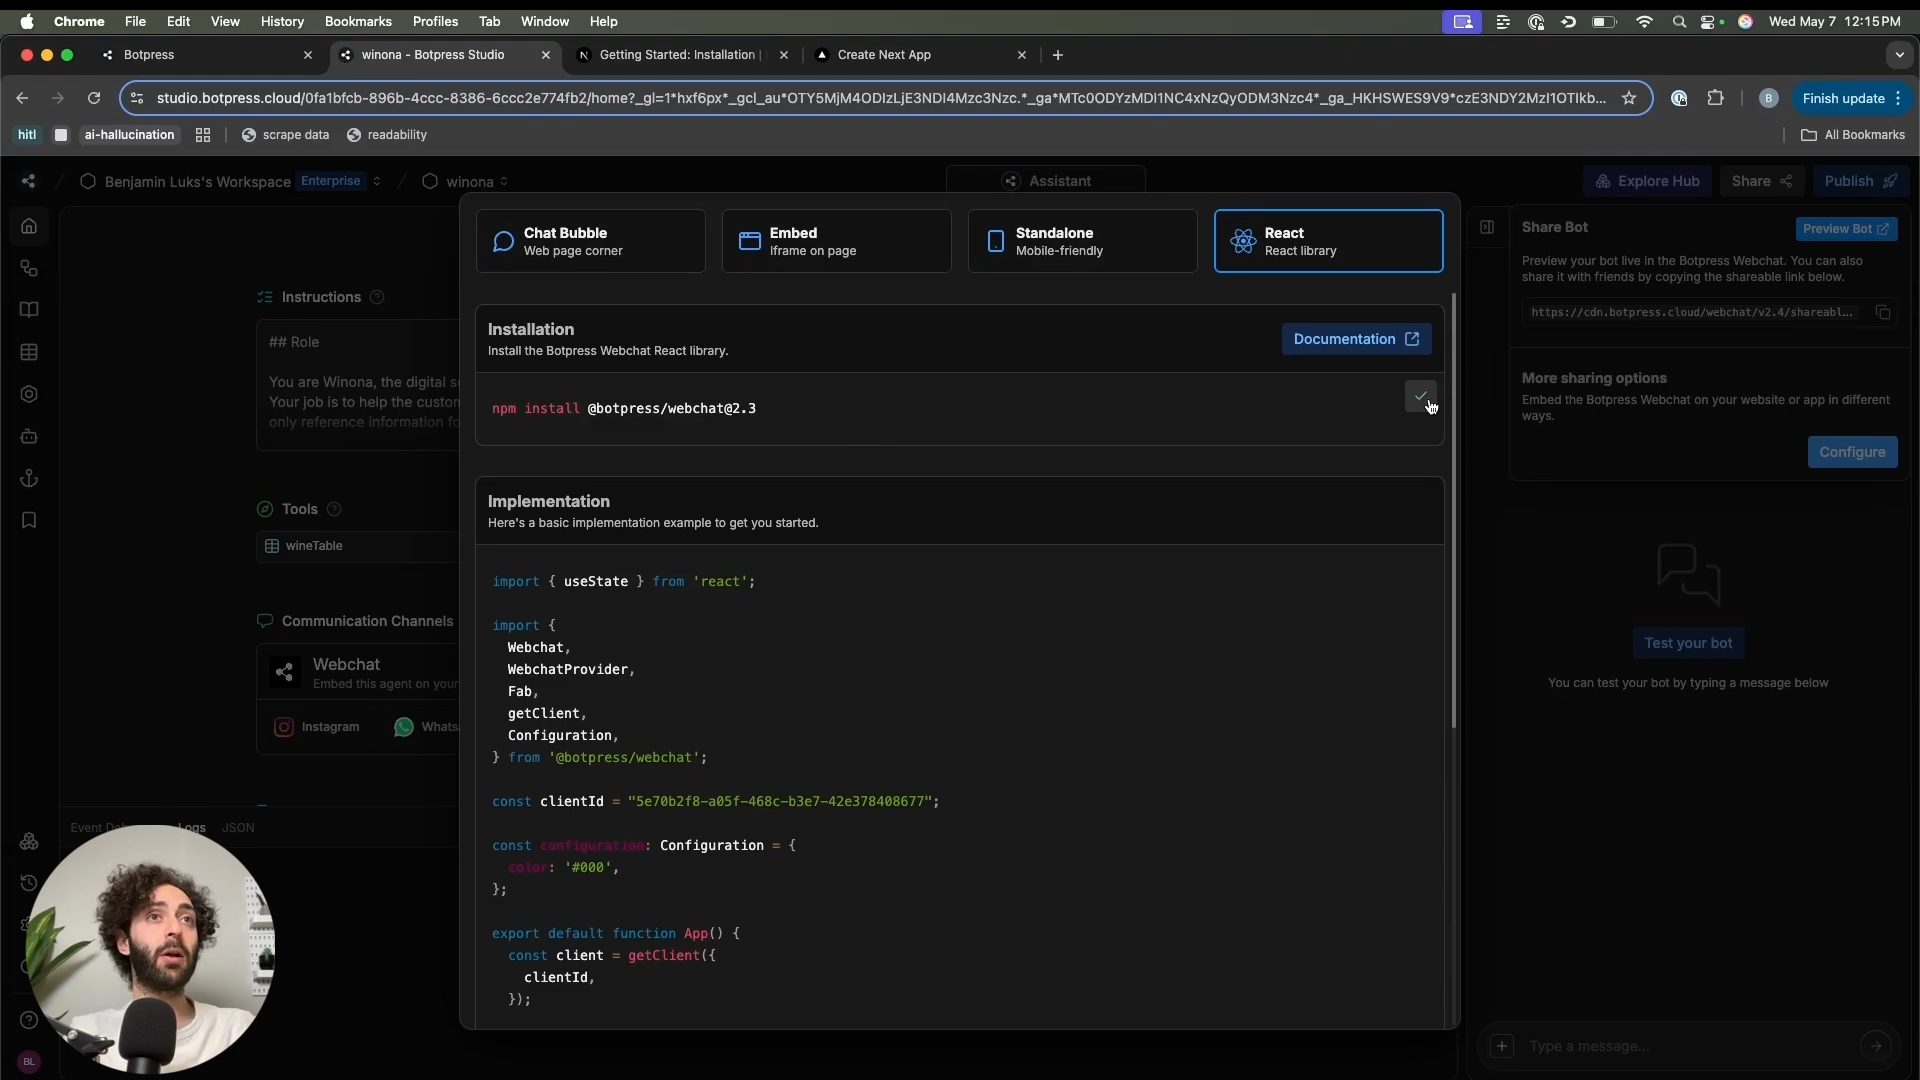 Chrome File Edit View History Bookmarks Profiles Tab Window Help
Wed May 7 12:15 PM
Botpress
winona - Botpress Studio
Getting Started: Installation |
Create Next App
studio.botpress.cloud/0fa1bfcb-896b-4ccc-8386-6ccc2e774fb2/home?_gl=1*hxf6px*_gcl_au*
B
Finish update
hitl
ai-hallucination
scrape data
readability
All Bookmarks
Benjamin Luks's Workspace Enterprise
winona
Assistant
Explore Hub
Share
Publish
Chat Bubble
Web page corner
Embed
Iframe on page
Standalone
Mobile-friendly
React
React library
Share Bot
Preview Bot
Preview your bot live in the Botpress Webchat. You can also
share it with friends by copying the shareable link below.
https://cdn.botpress.cloud/webchat/v2.4/shareabl...
More sharing options
Embed the Botpress Webchat on your website or app in different
ways.
Configure
Test your bot
You can test your bot by typing a message below
Type a message...
Instructions
## Role
You are Winona, the digital
Your job is to help the
only reference information
Tools
wineTable
Communication Channels
Webchat
Embed this agent on your
Instagram
JSON
BL
Installation
Install the Botpress Webchat React library.
Documentation
npm install @botpress/webchat@2.3
Implementation
Here's a basic implementation example to get you started.
import { useState } from 'react';
import {
Webchat,
WebchatProvider,
Fab,
getClient,
Configuration,
} from '@botpress/webchat';
const clientId = "5e70b2f8-a05f-468c-b3e7-42e378408677";
const configuration: Configuration = {
color: '#000',
};
export default function App() {
const client = getClient({
clientId,
});